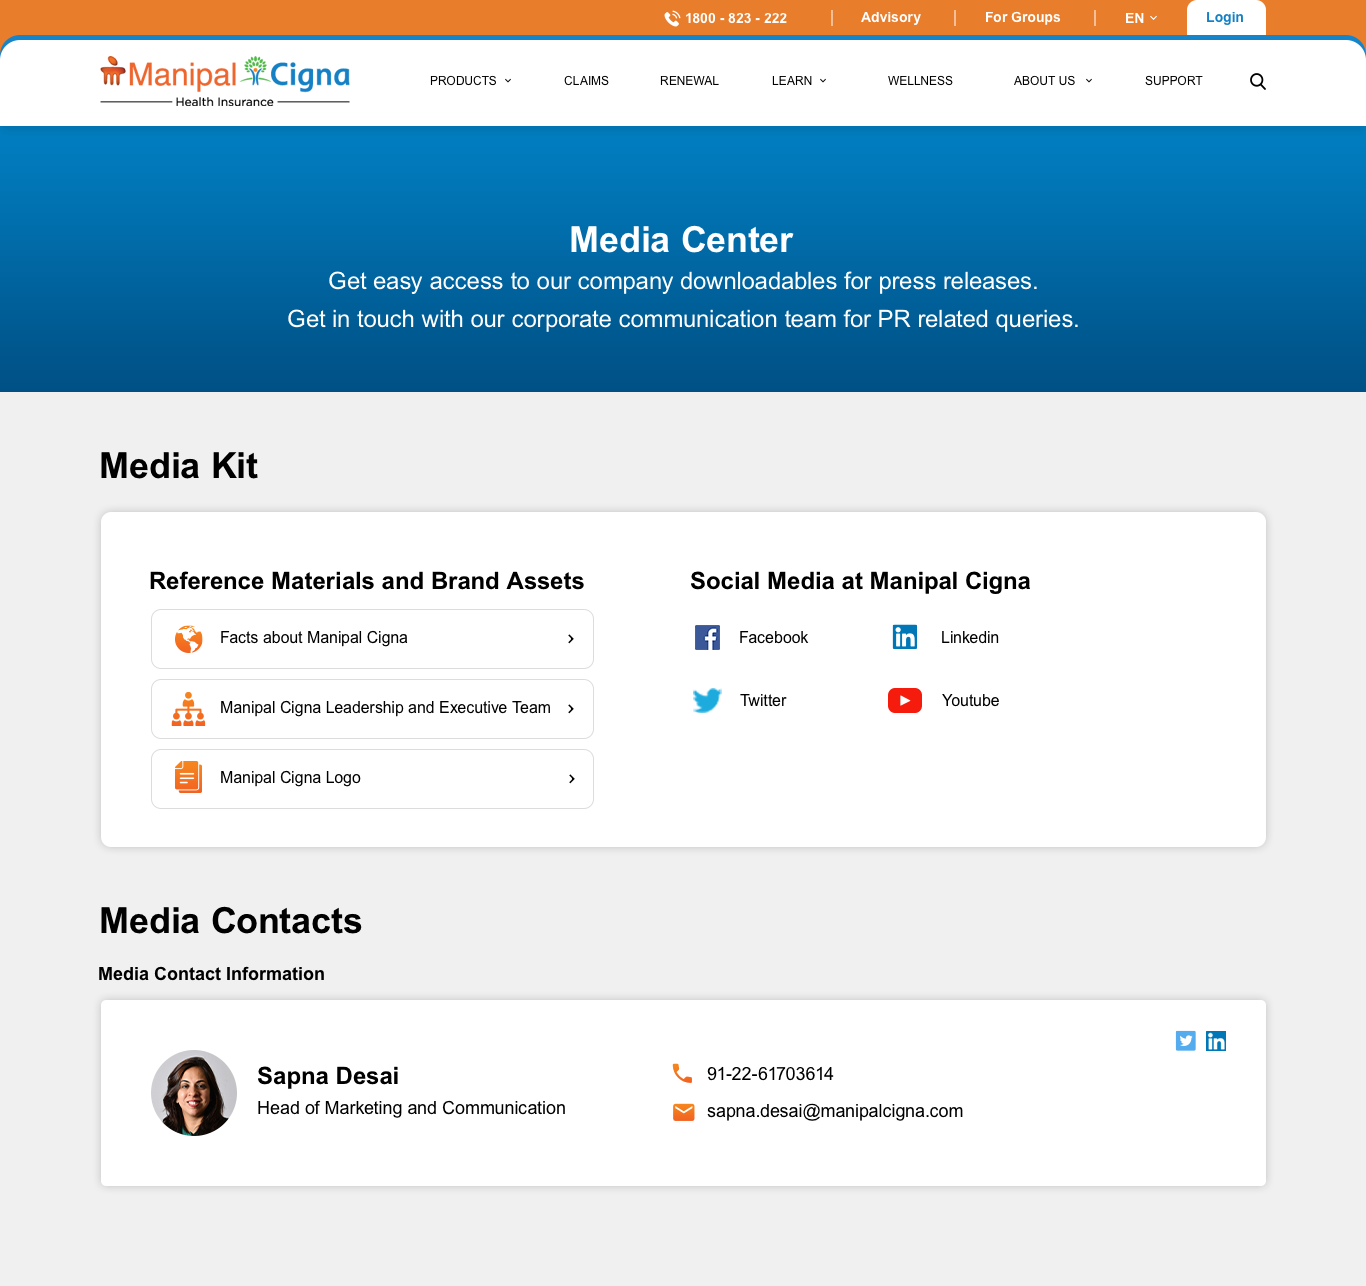 1800 - 823 - 222
Advisory
For Groups
EN
Login
Manipal Cigna
Health Insurance
PRODUCTS
CLAIMS
RENEWAL
LEARN
WELLNESS
ABOUT US
SUPPORT
Media Center
Get easy access to our company downloadables for press releases.
Get in touch with our corporate communication team for PR related queries.
Media Kit
Reference Materials and Brand Assets
Facts about Manipal Cigna
Manipal Cigna Leadership and Executive Team
Manipal Cigna Logo
Social Media at Manipal Cigna
Facebook
Linkedin
Twitter
Youtube
Media Contacts
Media Contact Information
Sapna Desai
Head of Marketing and Communication
91-22-61703614
sapna.desai@manipalcigna.com